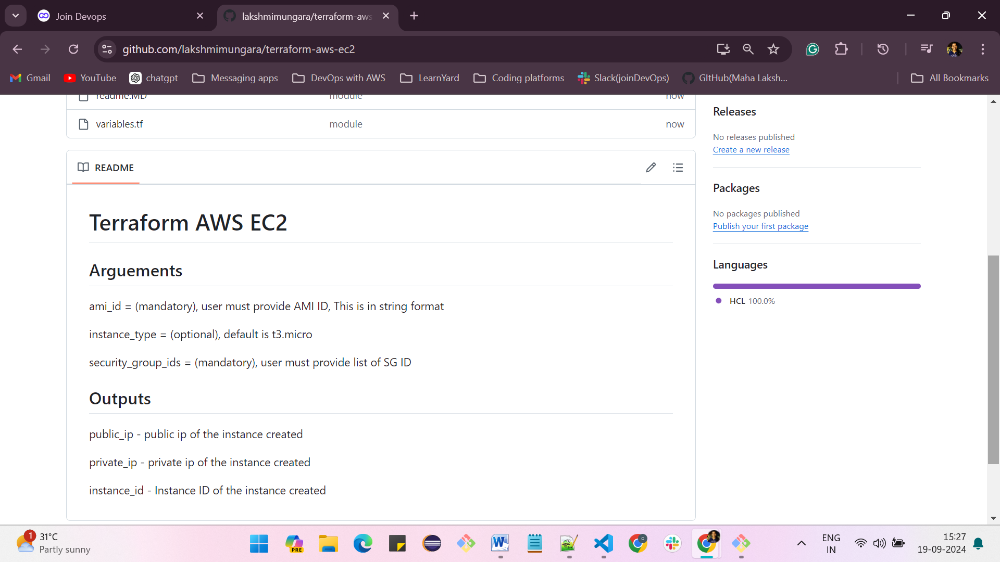 Join Devops
lakshmimungara/terraform-aws
github.com/lakshmimungara/terraform-aws-ec2
Gmail
YouTube
chatgpt
Messaging apps
DevOps with AWS
LearnYard
Coding platforms
Slack(joinDevOps)
GItHub(Maha Laksh...
All Bookmarks
readme.MD module now
variables.tf module now
README
Terraform AWS EC2
Arguements
ami_id = (mandatory), user must provide AMI ID, This is in string format
instance_type = (optional), default is t3.micro
security_group_ids = (mandatory), user must provide list of SG ID
Outputs
public_ip - public ip of the instance created
private_ip - private ip of the instance created
instance_id - Instance ID of the instance created
Releases
No releases published
Create a new release
Packages
No packages published
Publish your first package
Languages
HCL 100.0%
1
31°C
Partly sunny
PRE
ENG
IN
15:27
19-09-2024